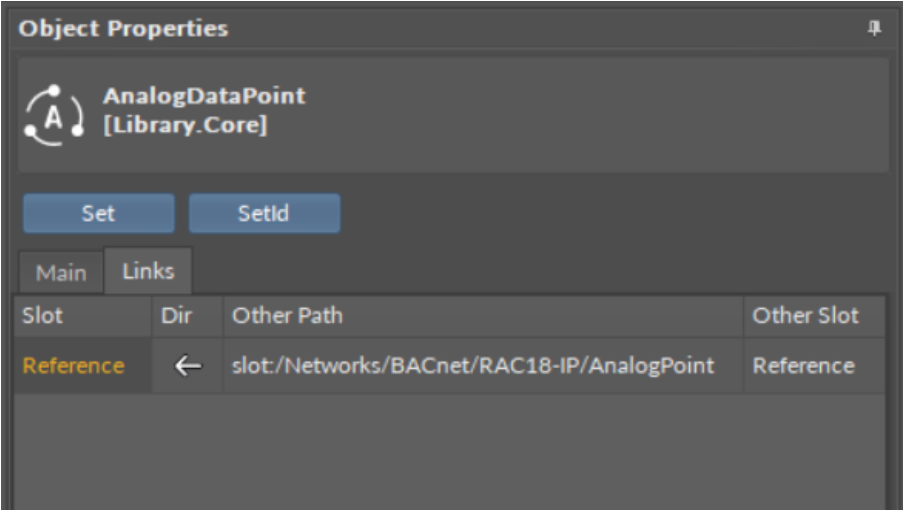 Object Properties
AnalogDataPoint
[Library.Core]
Set SetId
Main Links
Slot Dir Other Path Other Slot
Reference ← slot:/Networks/BACnet/RAC18-IP/AnalogPoint Reference